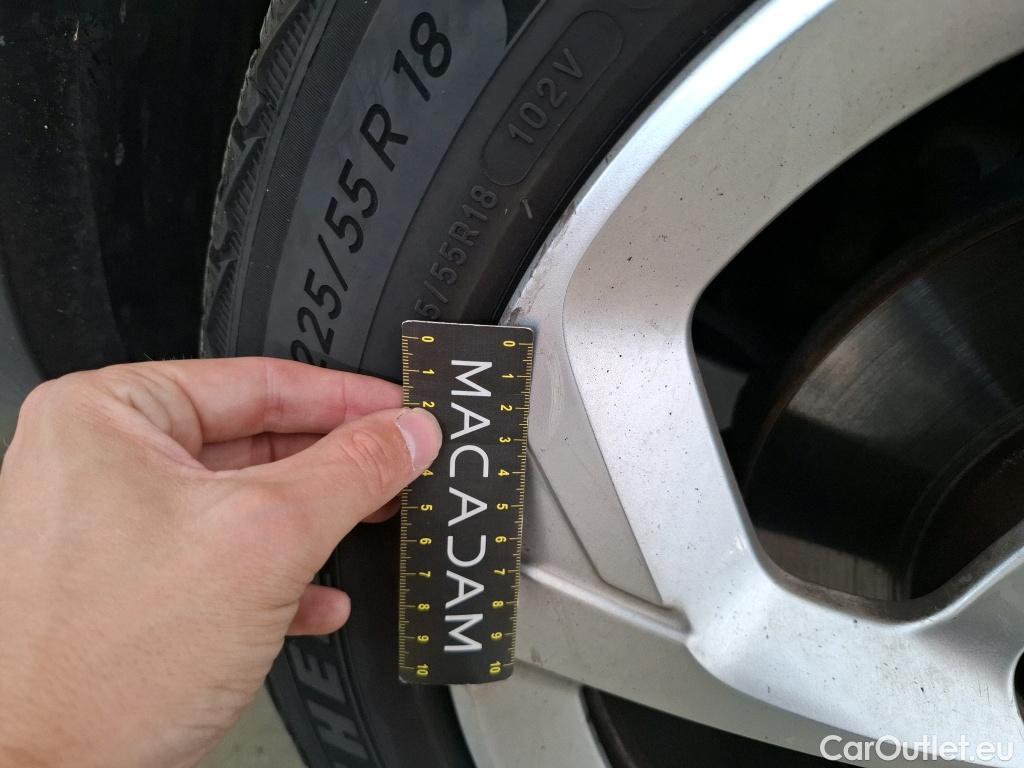 225/55 R 18
102V
5/55R18
0 1 2 4 5 6 7 8 9 10
MACADAM
0 1 2 3 4 5 6 7 8 9 10
HE
CarOutlet.eu